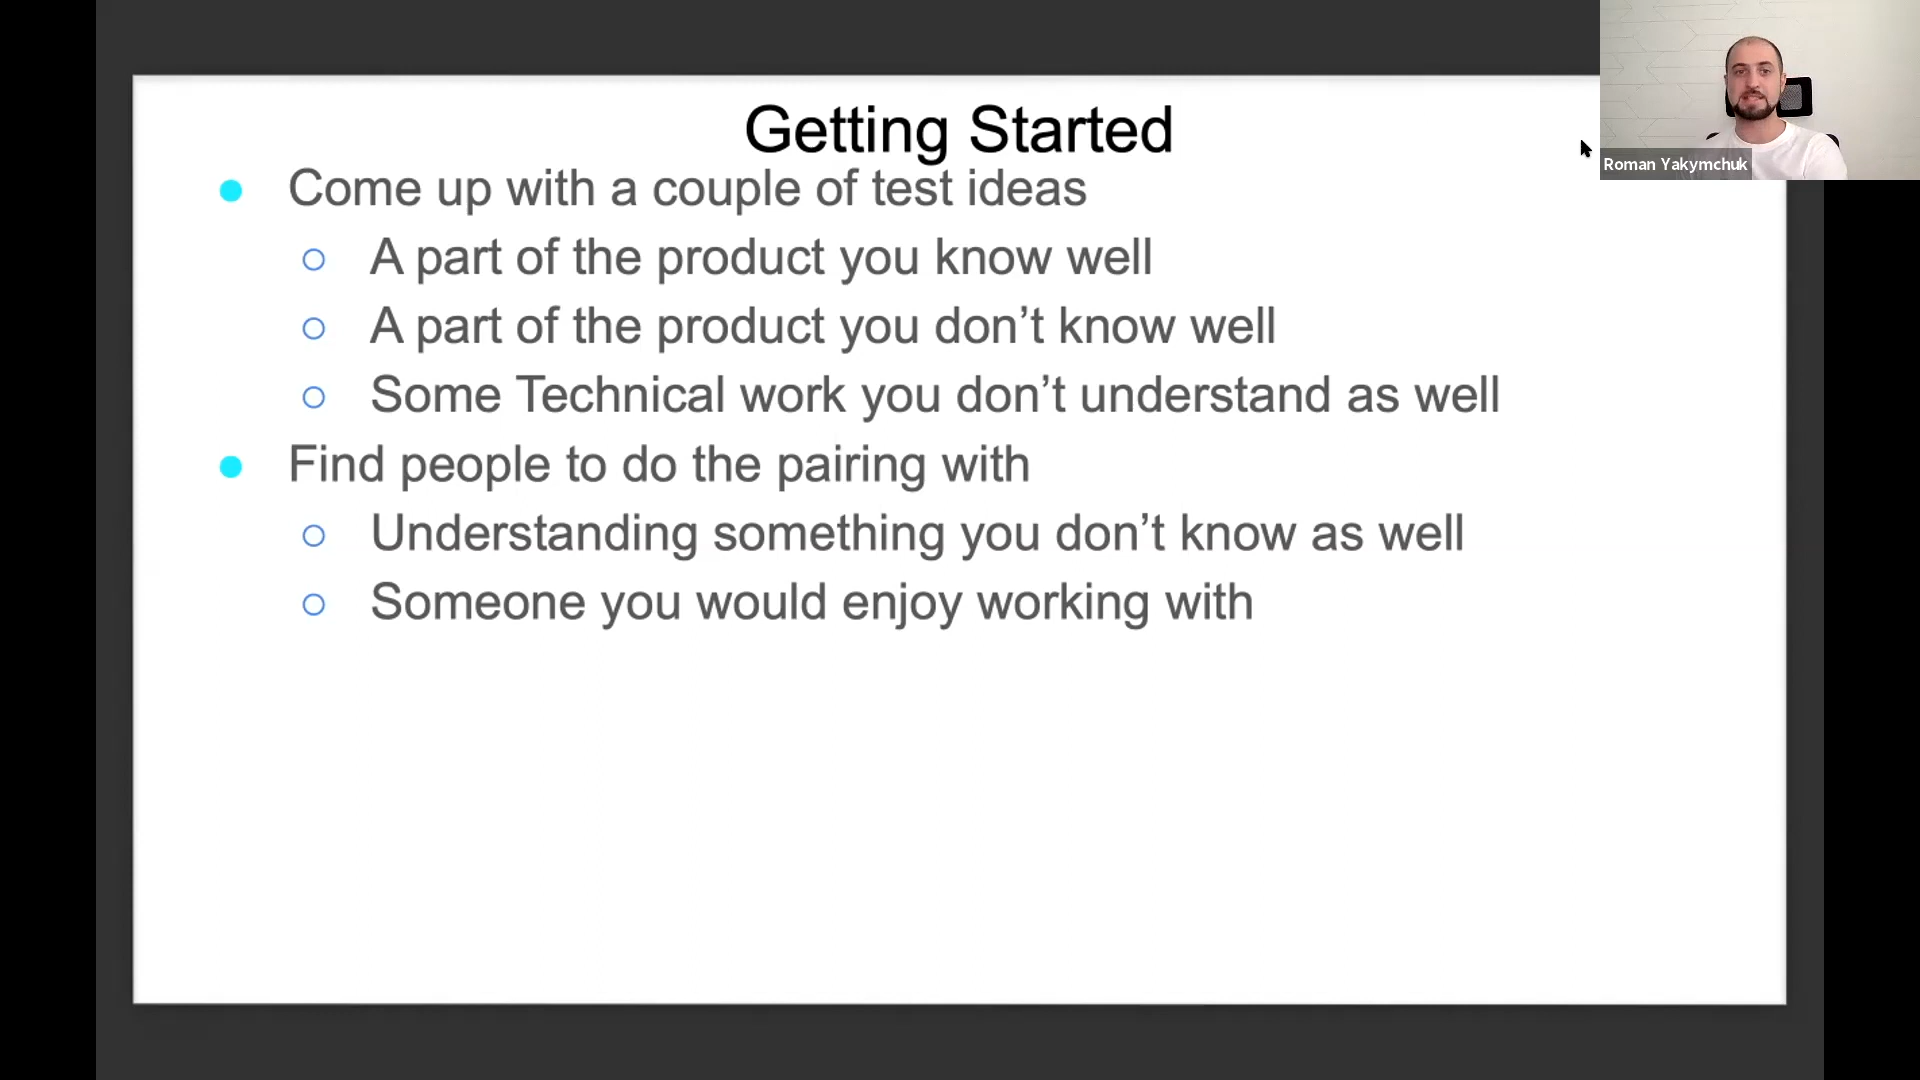 Getting Started
Come up with a couple of test ideas
A part of the product you know well
A part of the product you don’t know well
Some Technical work you don’t understand as well
Find people to do the pairing with
Understanding something you don’t know as well
Someone you would enjoy working with
Roman Yakymchuk